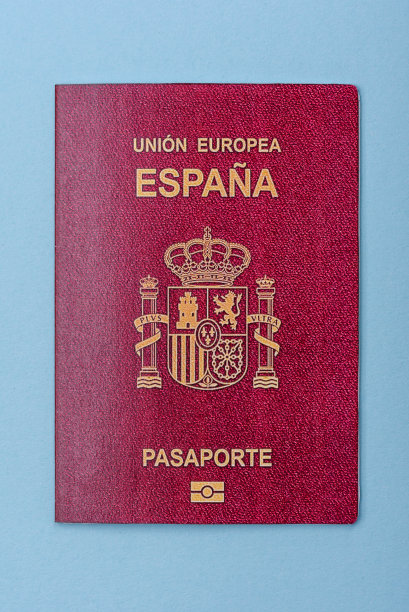 UNIÓN EUROPEA
ESPAÑA
PLVS VLTRA
PASAPORTE